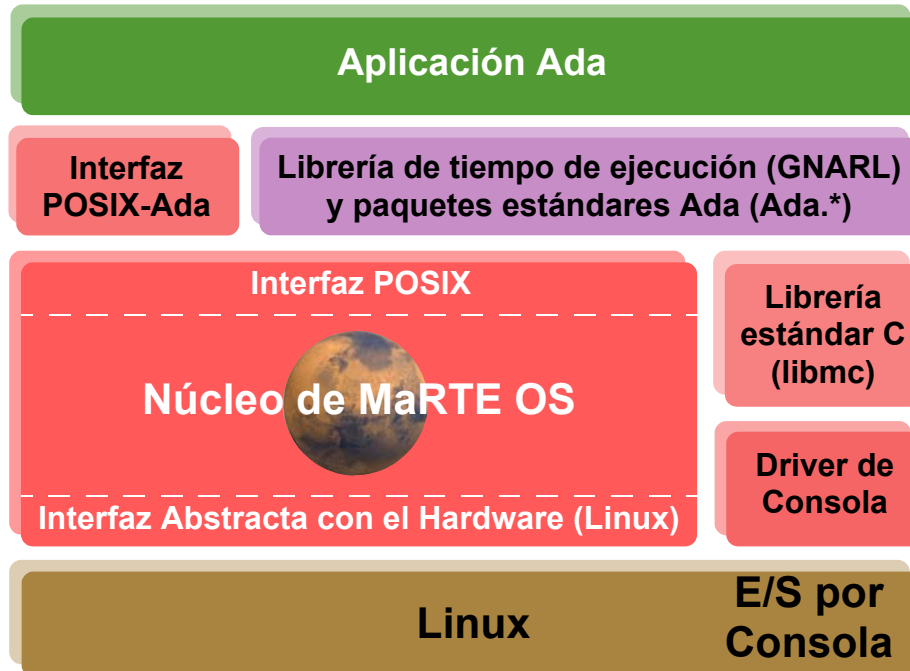 Aplicación Ada
Interfaz
POSIX-Ada
Librería de tiempo de ejecución (GNARL)
y paquetes estándares Ada (Ada.*)
Interfaz POSIX
Núcleo de MaRTE OS
Interfaz Abstracta con el Hardware (Linux)
Librería
estándar C
(libmc)
Driver de
Consola
Linux
E/S por
Consola